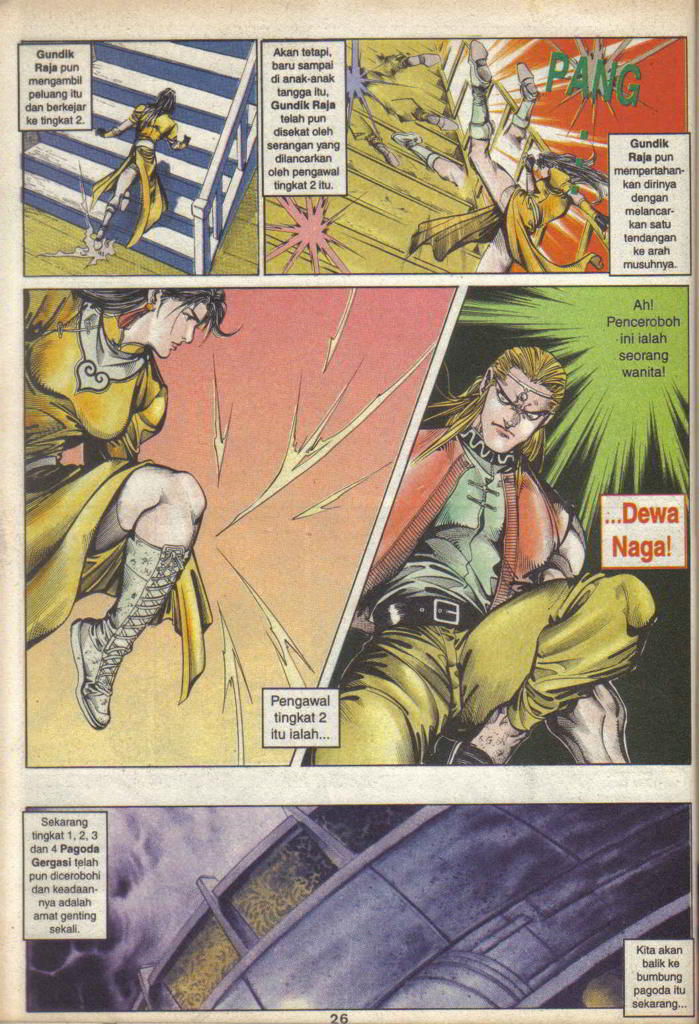 Gundik
Raja pun
mengambil
peluang itu
dan berkejar
ke tingkat 2.
Akan tetapi,
baru sampai
di anak-anak
tangga itu,
Gundik Raja
telah pun
disekat oleh
serangan yang
dilancarkan
oleh pengawal
tingkat 2 itu.
PANG
Gundik
Raja pun
mempertahan-
kan dirinya
dengan
melancar-
kan satu
tendangan
ke arah
musuhnya.
Ah!
Penceroboh
ini ialah
seorang
wanita!
Pengawal
tingkat 2
itu ialah...
...Dewa
Naga!
Sekarang
tingkat 1, 2, 3
dan 4 Pagoda
Gergasi telah
pun dicerobohi
dan keadaan-
nya adalah
amat genting
sekali.
Kita akan
balik ke
bumbung
pagoda itu
sekarang...
26